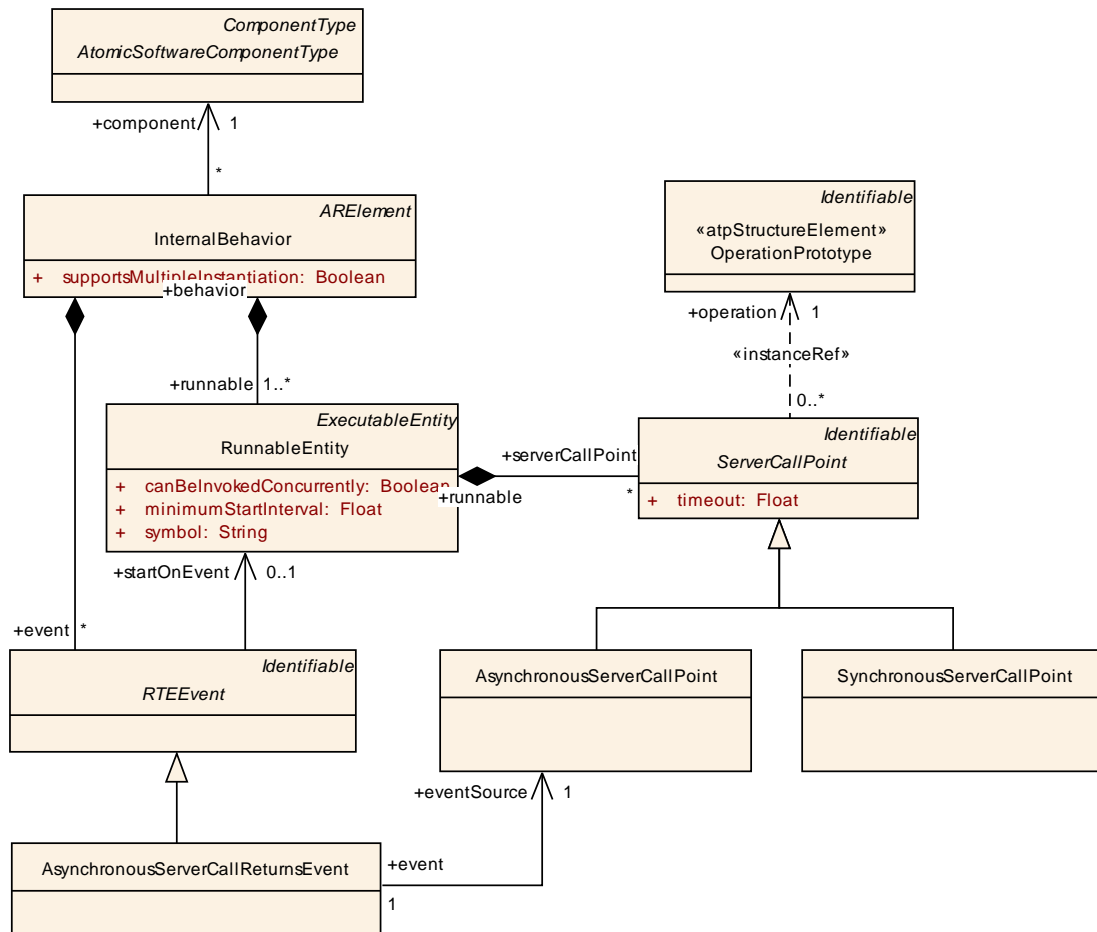 ComponentType
AtomicSoftwareComponentType
+component 1
*
ARElement
InternalBehavior
+ supportsMultipleInstantiation: Boolean
+behavior
Identifiable
«atpStructureElement»
OperationPrototype
+operation 1
«instanceRef»
0..*
+runnable 1..*
ExecutableEntity
RunnableEntity
+ canBeInvokedConcurrently: Boolean
+ minimumStartInterval: Float
+ symbol: String
+serverCallPoint
+runnable
*
Identifiable
ServerCallPoint
+ timeout: Float
+startOnEvent 0..1
+event *
Identifiable
RTEEvent
AsynchronousServerCallPoint
SynchronousServerCallPoint
+eventSource 1
AsynchronousServerCallReturnsEvent
+event
1